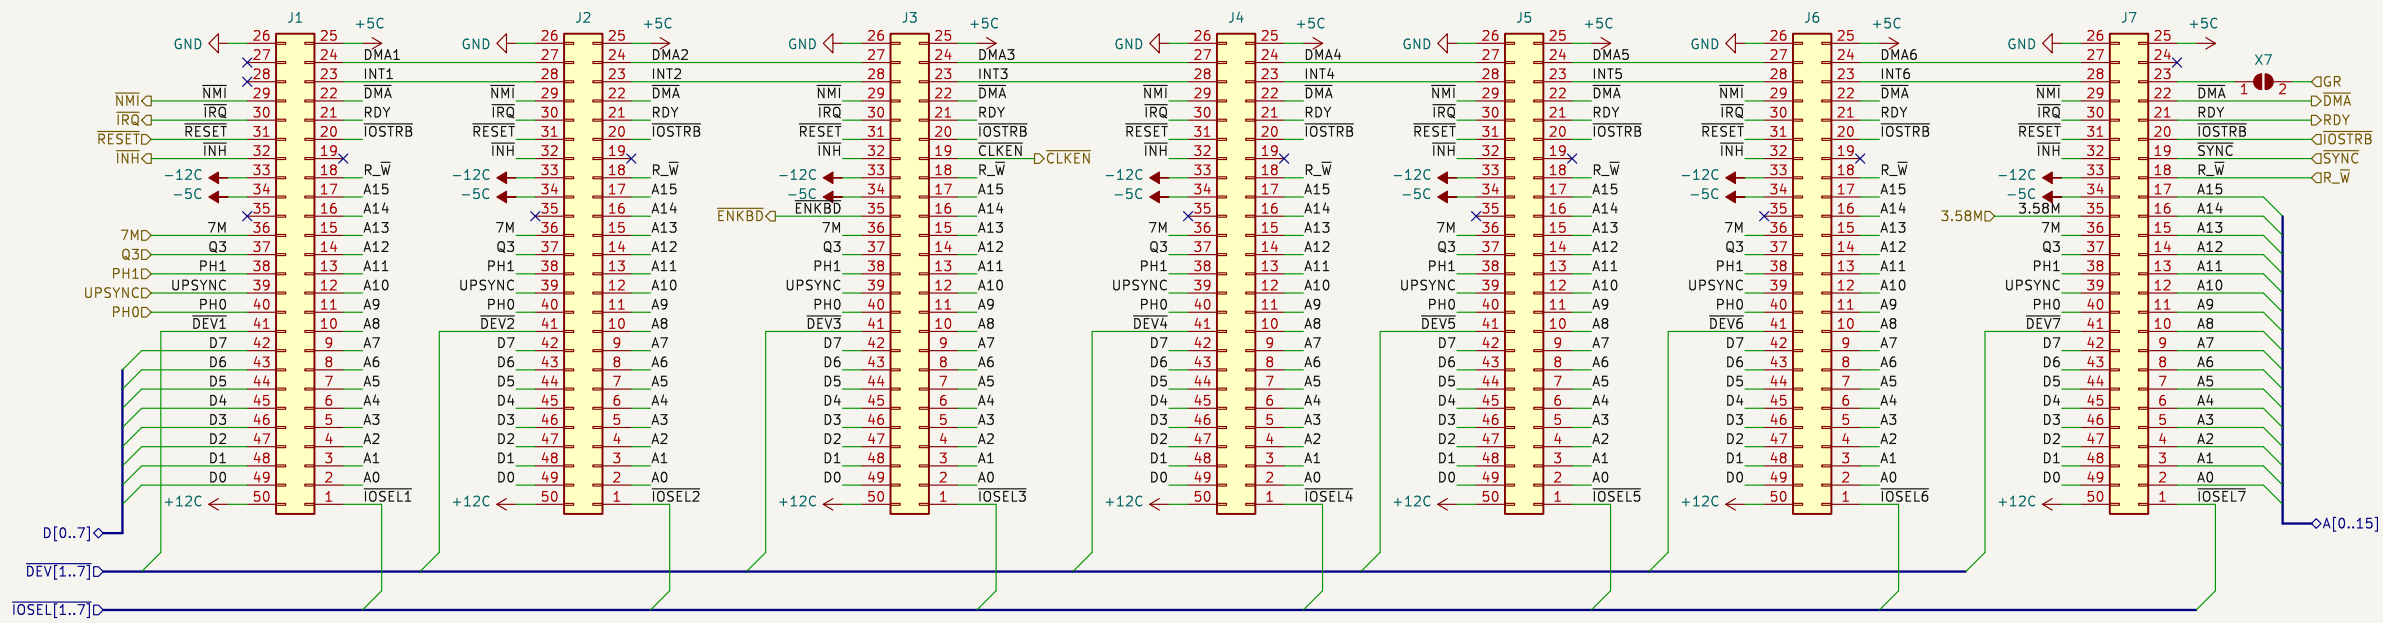 J1 J2 J3 J4 J5 J6 J7
+5C +5C +5C +5C +5C +5C +5C
GND 26 25 GND 26 25 GND 26 25 GND 26 25 GND 26 25 GND 26 25 GND 26 25
27 24 DMA1 27 24 DMA2 27 24 DMA3 27 24 DMA4 27 24 DMA5 27 24 DMA6 27 24 X7
28 23 INT1 28 23 INT2 28 23 INT3 28 23 INT4 28 23 INT5 28 23 INT6 28 23 1 2 GR
NMI NMI 29 22 DMA NMI 29 22 DMA NMI 29 22 DMA NMI 29 22 DMA NMI 29 22 DMA NMI 29 22 DMA NMI 29 22 DMA DMA
IRQ IRQ 30 21 RDY IRQ 30 21 RDY IRQ 30 21 RDY IRQ 30 21 RDY IRQ 30 21 RDY IRQ 30 21 RDY IRQ 30 21 RDY RDY
RESET RESET 31 20 IOSTRB RESET 31 20 IOSTRB RESET 31 20 IOSTRB RESET 31 20 IOSTRB RESET 31 20 IOSTRB RESET 31 20 IOSTRB RESET 31 20 IOSTRB IOSTRB
INH INH 32 19 INH 32 19 INH 32 19 CLKEN CLKEN INH 32 19 INH 32 19 INH 32 19 INH 32 19 SYNC SYNC
-12C 33 18 R_W -12C 33 18 R_W -12C 33 18 R_W -12C 33 18 R_W -12C 33 18 R_W -12C 33 18 R_W -12C 33 18 R_W R_W
-5C 34 17 A15 -5C 34 17 A15 -5C 34 17 A15 -5C 34 17 A15 -5C 34 17 A15 -5C 34 17 A15 -5C 34 17 A15
35 16 A14 35 16 A14 ENKBD ENKBD 35 16 A14 35 16 A14 35 16 A14 35 16 A14 3.58M 3.58M 35 16 A14
7M 7M 36 15 A13 7M 36 15 A13 7M 36 15 A13 7M 36 15 A13 7M 36 15 A13 7M 36 15 A13 7M 36 15 A13
Q3 Q3 37 14 A12 Q3 37 14 A12 Q3 37 14 A12 Q3 37 14 A12 Q3 37 14 A12 Q3 37 14 A12 Q3 37 14 A12
PH1 PH1 38 13 A11 PH1 38 13 A11 PH1 38 13 A11 PH1 38 13 A11 PH1 38 13 A11 PH1 38 13 A11 PH1 38 13 A11
UPSYNC UPSYNC 39 12 A10 UPSYNC 39 12 A10 UPSYNC 39 12 A10 UPSYNC 39 12 A10 UPSYNC 39 12 A10 UPSYNC 39 12 A10 UPSYNC 39 12 A10
PH0 PH0 40 11 A9 PH0 40 11 A9 PH0 40 11 A9 PH0 40 11 A9 PH0 40 11 A9 PH0 40 11 A9 PH0 40 11 A9
DEV1 41 10 A8 DEV2 41 10 A8 DEV3 41 10 A8 DEV4 41 10 A8 DEV5 41 10 A8 DEV6 41 10 A8 DEV7 41 10 A8
D7 42 9 A7 D7 42 9 A7 D7 42 9 A7 D7 42 9 A7 D7 42 9 A7 D7 42 9 A7 D7 42 9 A7
D6 43 8 A6 D6 43 8 A6 D6 43 8 A6 D6 43 8 A6 D6 43 8 A6 D6 43 8 A6 D6 43 8 A6
D5 44 7 A5 D5 44 7 A5 D5 44 7 A5 D5 44 7 A5 D5 44 7 A5 D5 44 7 A5 D5 44 7 A5
D4 45 6 A4 D4 45 6 A4 D4 45 6 A4 D4 45 6 A4 D4 45 6 A4 D4 45 6 A4 D4 45 6 A4
D3 46 5 A3 D3 46 5 A3 D3 46 5 A3 D3 46 5 A3 D3 46 5 A3 D3 46 5 A3 D3 46 5 A3
D2 47 4 A2 D2 47 4 A2 D2 47 4 A2 D2 47 4 A2 D2 47 4 A2 D2 47 4 A2 D2 47 4 A2
D1 48 3 A1 D1 48 3 A1 D1 48 3 A1 D1 48 3 A1 D1 48 3 A1 D1 48 3 A1 D1 48 3 A1
D0 49 2 A0 D0 49 2 A0 D0 49 2 A0 D0 49 2 A0 D0 49 2 A0 D0 49 2 A0 D0 49 2 A0
+12C 50 1 IOSEL1 +12C 50 1 IOSEL2 +12C 50 1 IOSEL3 +12C 50 1 IOSEL4 +12C 50 1 IOSEL5 +12C 50 1 IOSEL6 +12C 50 1 IOSEL7
D[0..7] A[0..15]
DEV[1..7]
IOSEL[1..7]